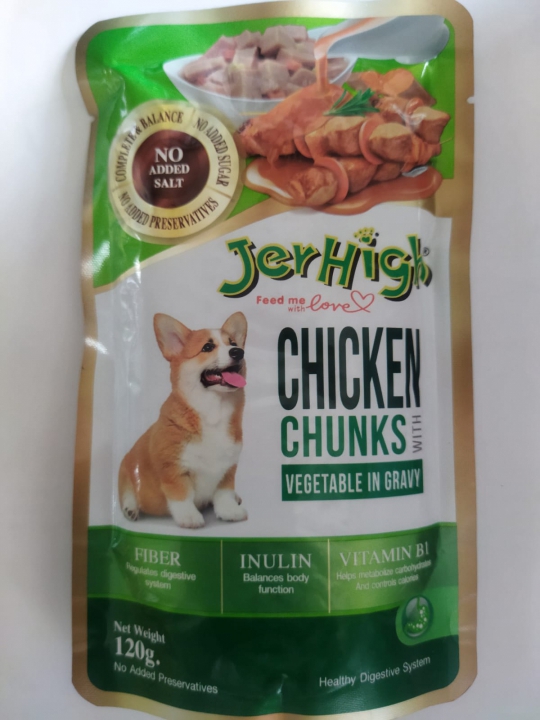 COMPLETE & BALANCE
NO ADDED SUGAR
NO ADDED PRESERVATIVES
NO
ADDED
SALT
JerHigh®
Feed me
with love
CHICKEN
CHUNKS WITH
VEGETABLE IN GRAVY
FIBER
Regulates digestive
system
INULIN
Balances body
function
VITAMIN B1
Helps metabolize carbohydrates
And controls calories
Net Weight
120g.
No Added Preservatives
Healthy Digestive System